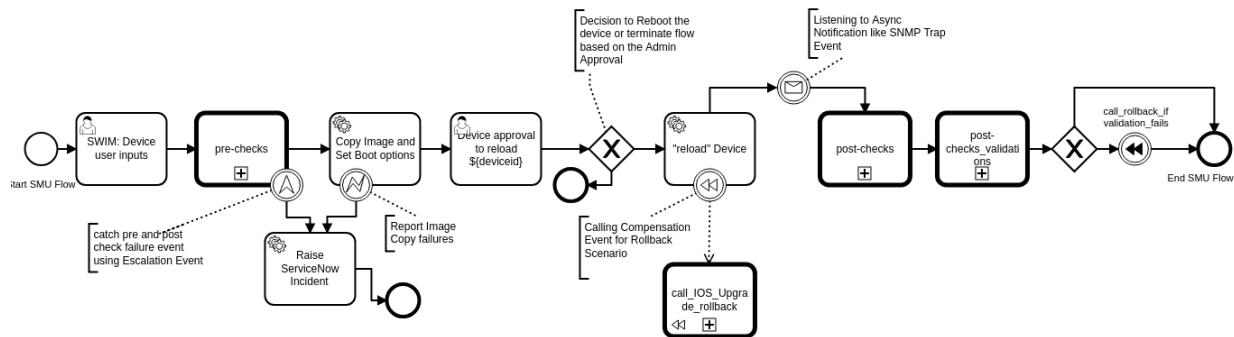 Decision to Reboot the
device or terminate flow
based on the Admin
Approval
Listening to Async
Notification like SNMP Trap
Event
SWIM: Device
user inputs
pre-checks
Copy Image and
Set Boot options
Device approval
to reload
${deviceid}
"reload" Device
post-checks
post-
checks_validati
ons
call_rollback_if
validation_fails
Start SMU Flow
End SMU Flow
catch pre and post
check failure event
using Escalation Event
Report Image
Copy failures
Calling Compensation
Event for Rollback
Scenario
Raise
ServiceNow
Incident
call_IOS_Upgra
de_rollback